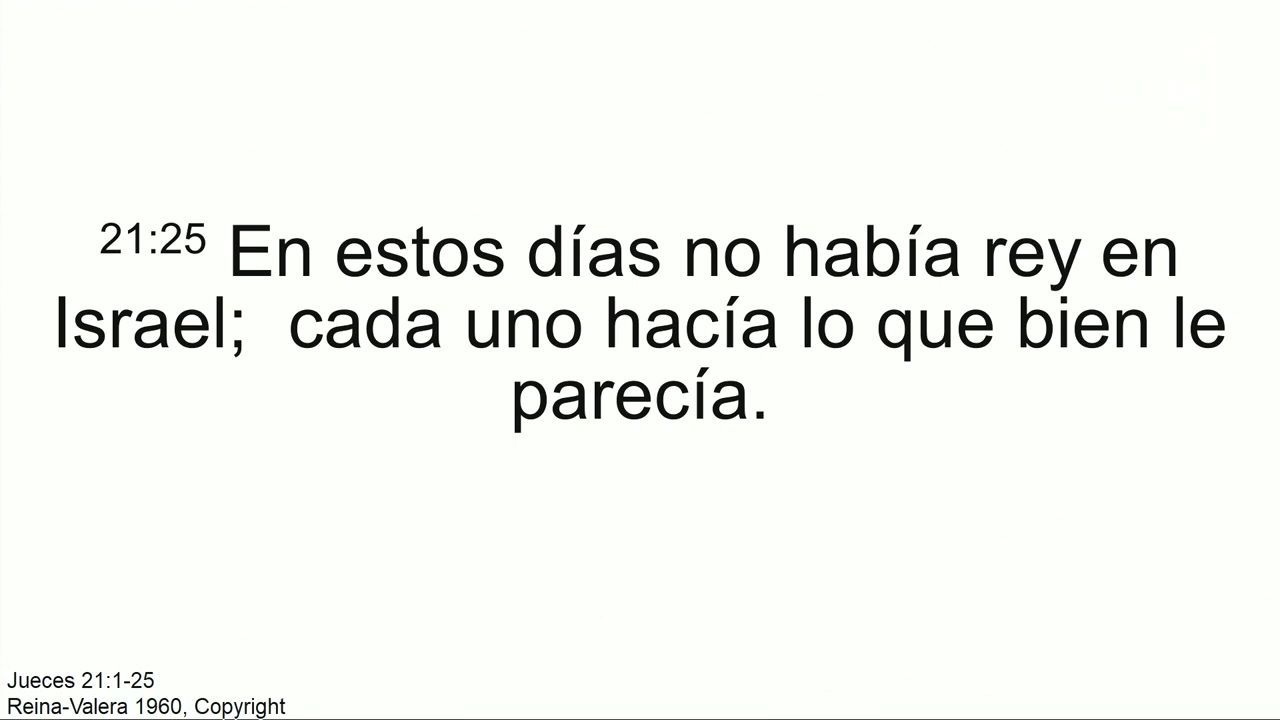 21:25 En estos días no había rey en
Israel;  cada uno hacía lo que bien le
parecía.
Jueces 21:1-25
Reina-Valera 1960, Copyright